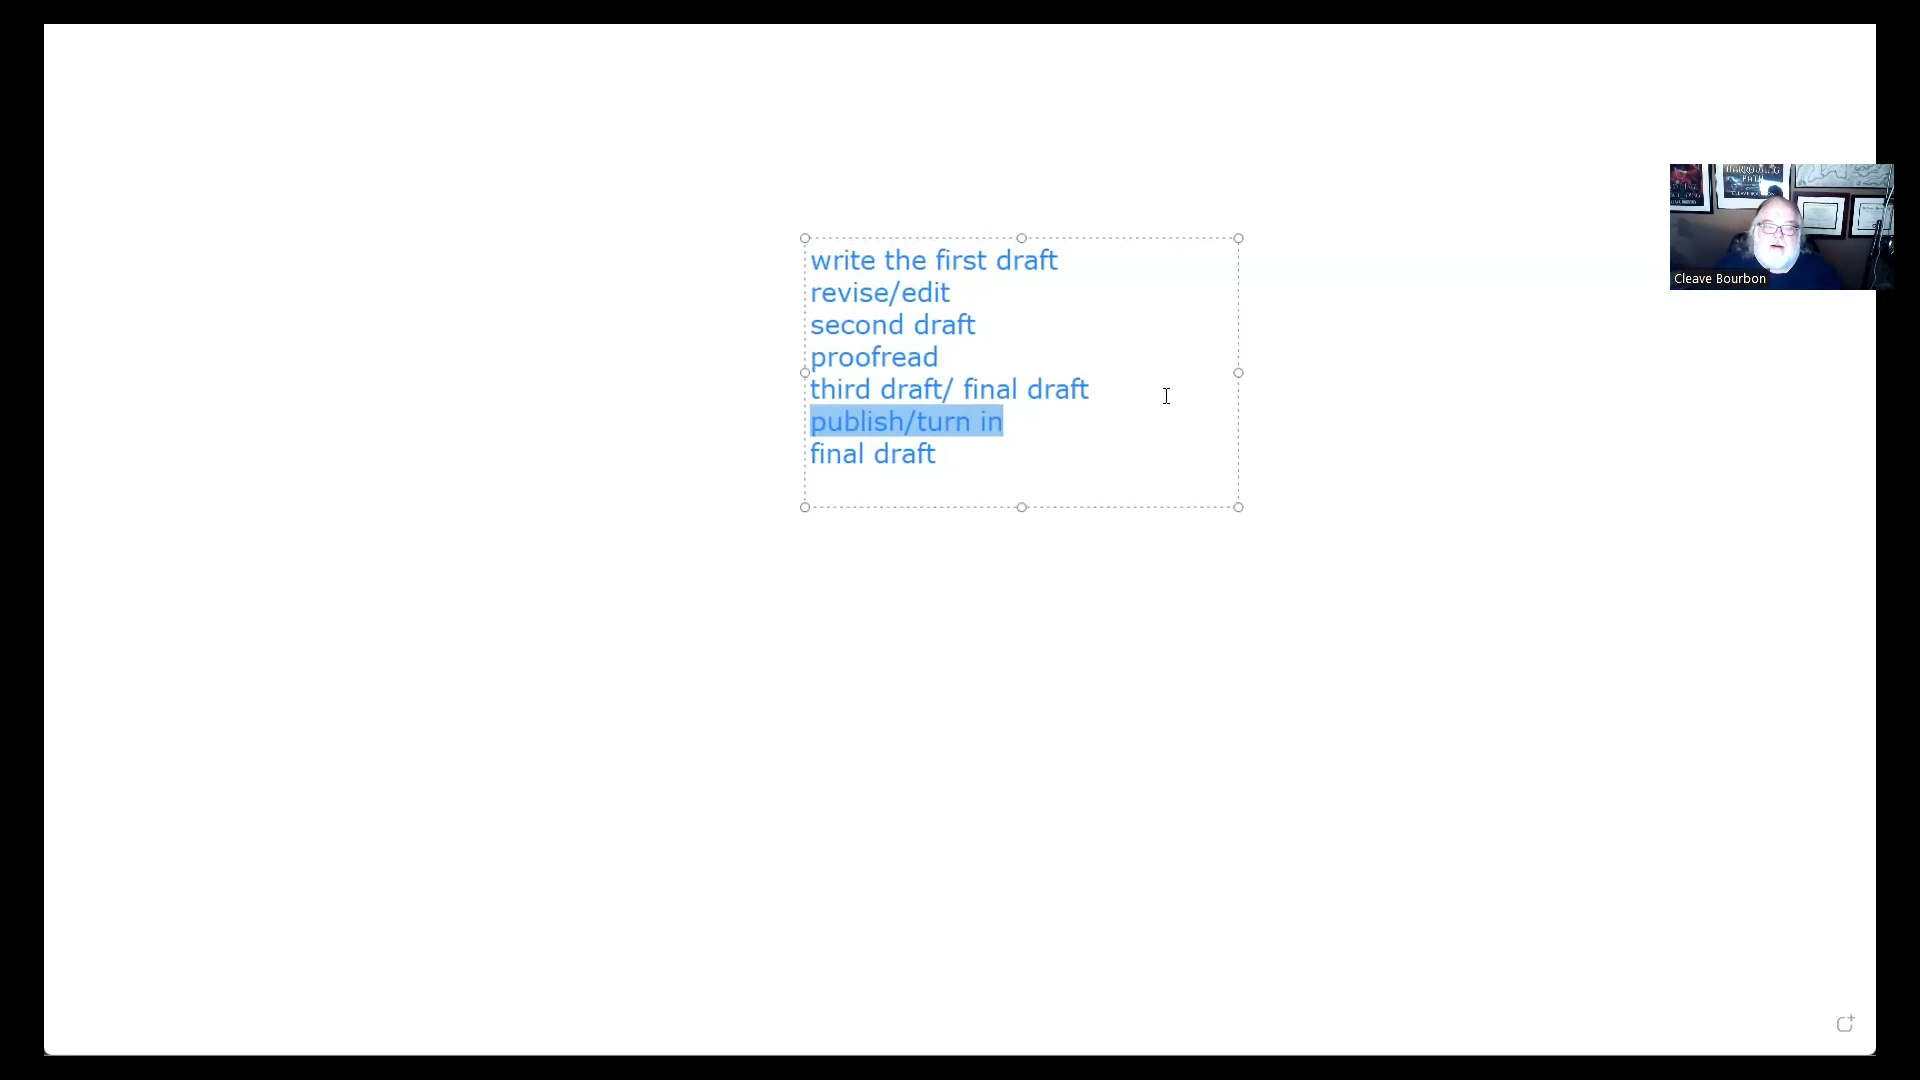 write the first draft
revise/edit
second draft
proofread
third draft/ final draft
publish/turn in
final draft
PATH
Cleave Bourbon